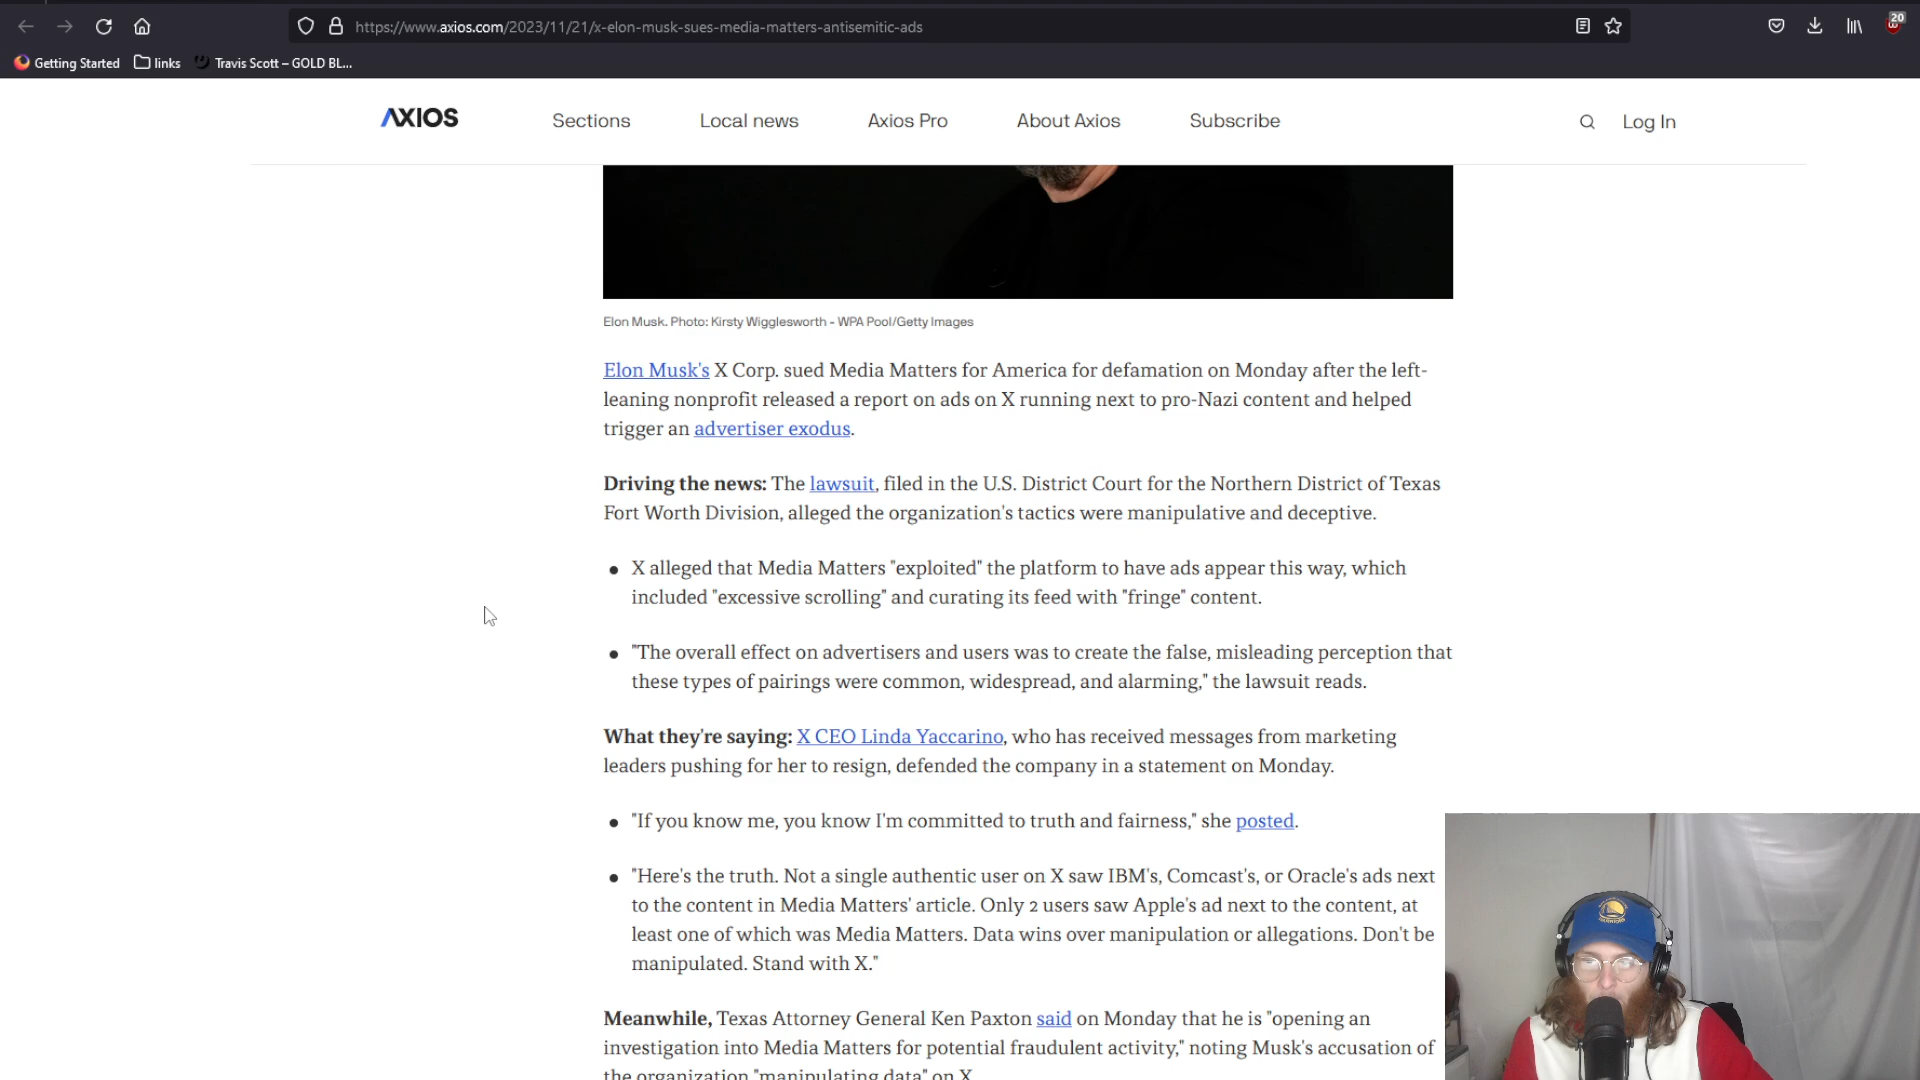 https://www.axios.com/2023/11/21/x-elon-musk-sues-media-matters-antisemitic-ads
20
Getting Started
links
Travis Scott – GOLD BL...
AXIOS
Sections
Local news
Axios Pro
About Axios
Subscribe
Log In
Elon Musk. Photo: Kirsty Wigglesworth - WPA Pool/Getty Images
Elon Musk's X Corp. sued Media Matters for America for defamation on Monday after the left-
leaning nonprofit released a report on ads on X running next to pro-Nazi content and helped
trigger an advertiser exodus.
Driving the news: The lawsuit, filed in the U.S. District Court for the Northern District of Texas
Fort Worth Division, alleged the organization's tactics were manipulative and deceptive.
• X alleged that Media Matters "exploited" the platform to have ads appear this way, which
included "excessive scrolling" and curating its feed with "fringe" content.
• "The overall effect on advertisers and users was to create the false, misleading perception that
these types of pairings were common, widespread, and alarming," the lawsuit reads.
What they're saying: X CEO Linda Yaccarino, who has received messages from marketing
leaders pushing for her to resign, defended the company in a statement on Monday.
• "If you know me, you know I'm committed to truth and fairness," she posted.
• "Here's the truth. Not a single authentic user on X saw IBM's, Comcast's, or Oracle's ads next
to the content in Media Matters' article. Only 2 users saw Apple's ad next to the content, at
least one of which was Media Matters. Data wins over manipulation or allegations. Don't be
manipulated. Stand with X."
Meanwhile, Texas Attorney General Ken Paxton said on Monday that he is "opening an
investigation into Media Matters for potential fraudulent activity," noting Musk's accusation of
the organization "manipulating data" on X.